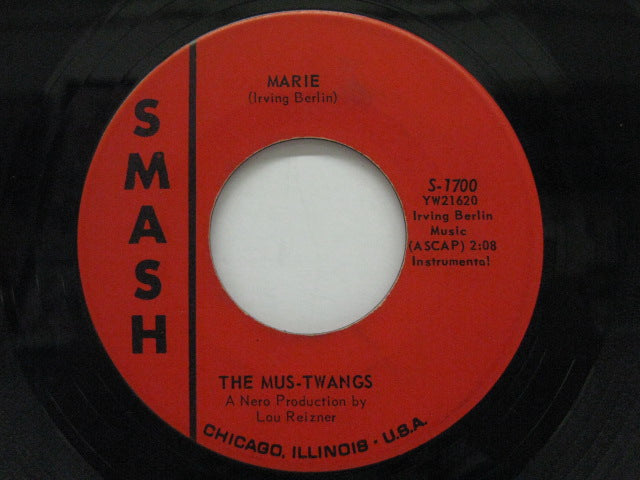 SMASH
MARIE
(Irving Berlin)
S-1700
YW21620
Irving Berlin
Music
(ASCAP) 2:08
Instrumental
THE MUS-TWANGS
A Nero Production by
Lou Reizner
CHICAGO, ILLINOIS · U.S.A.